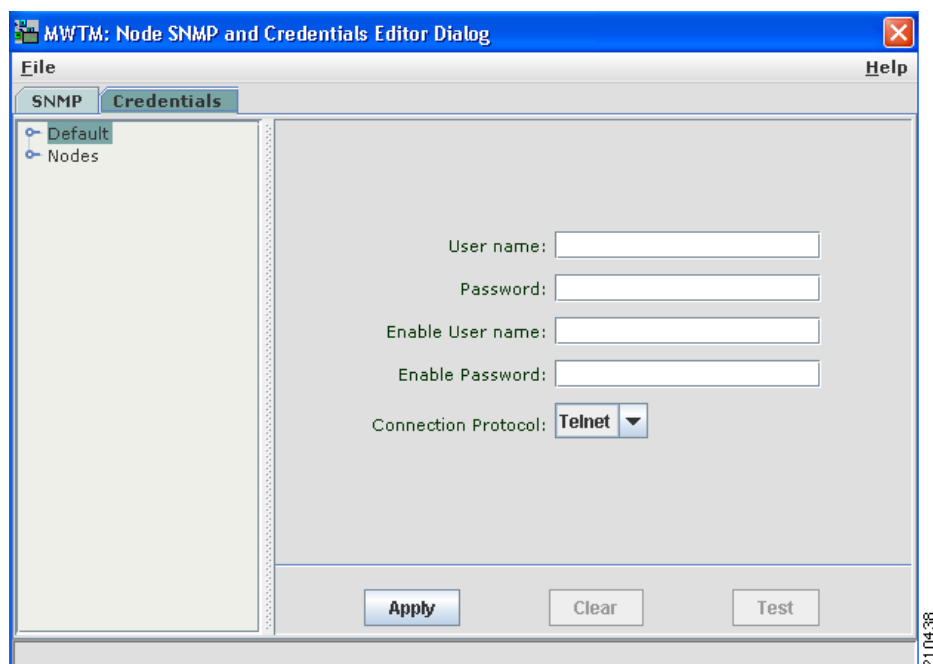 MWTM: Node SNMP and Credentials Editor Dialog
File Help
SNMP Credentials
Default
Nodes
User name:
Password:
Enable User name:
Enable Password:
Connection Protocol: Telnet
Apply Clear Test
210438